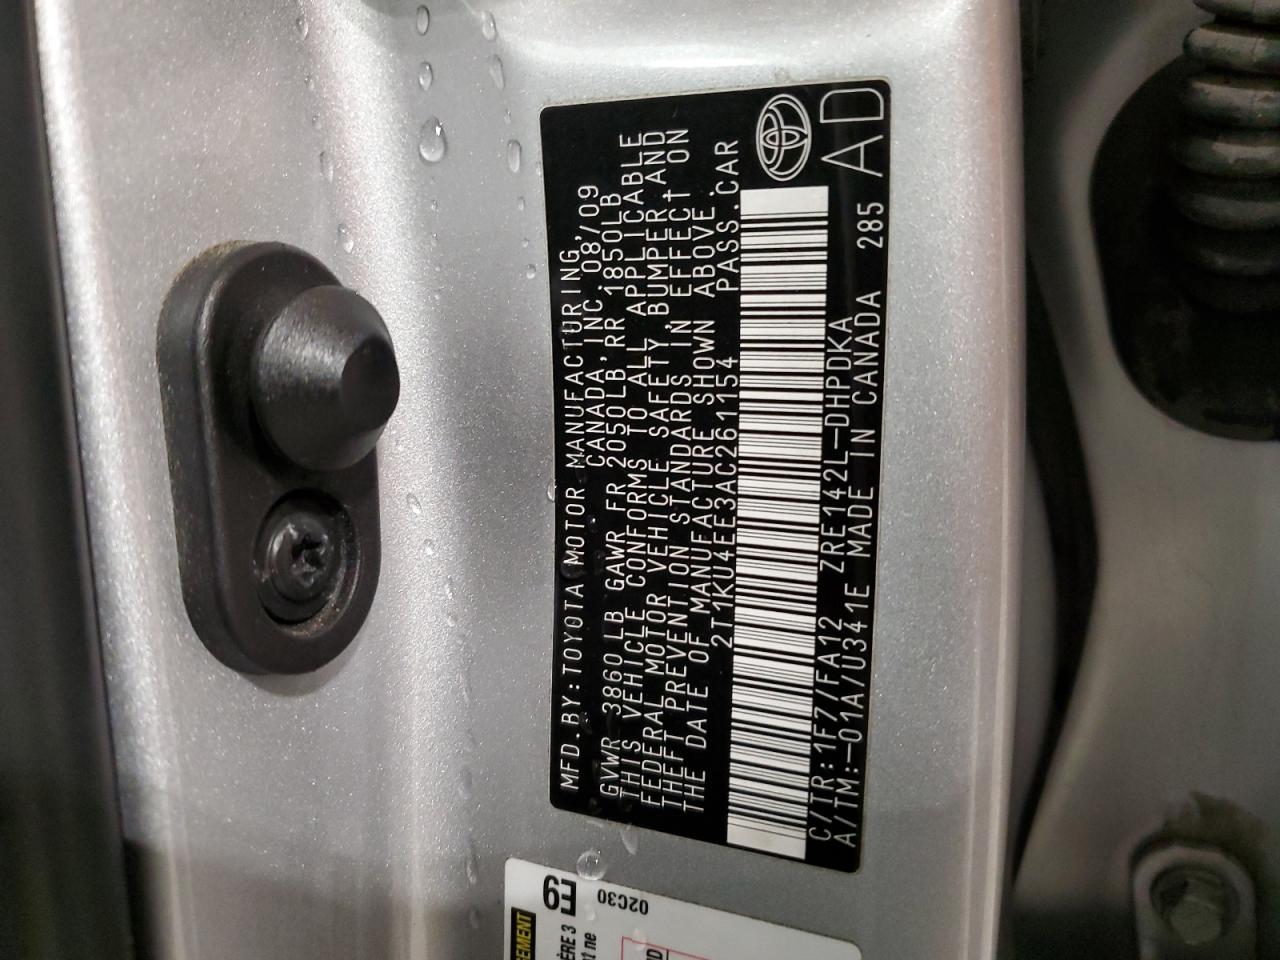 MFD.BY:TOYOTA MOTOR MANUFACTURING,
CANADA,INC. 08/09
GVWR 3860LB GAWR FR 2050LB,RR 1850LB
THIS VEHICLE CONFORMS TO ALL APPLICABLE
FEDERAL MOTOR VEHICLE SAFETY,BUMPER,AND
THEFT PREVENTION STANDARDS IN EFFECT ON
THE DATE OF MANUFACTURE SHOWN ABOVE.
2T1KU4EE3AC261154 PASS.CAR
C/TR:1F7/FA12 ZRE142L-DHPDKA
A/TM:-01A/U341E MADE IN CANADA 285
AD
E9
02C30